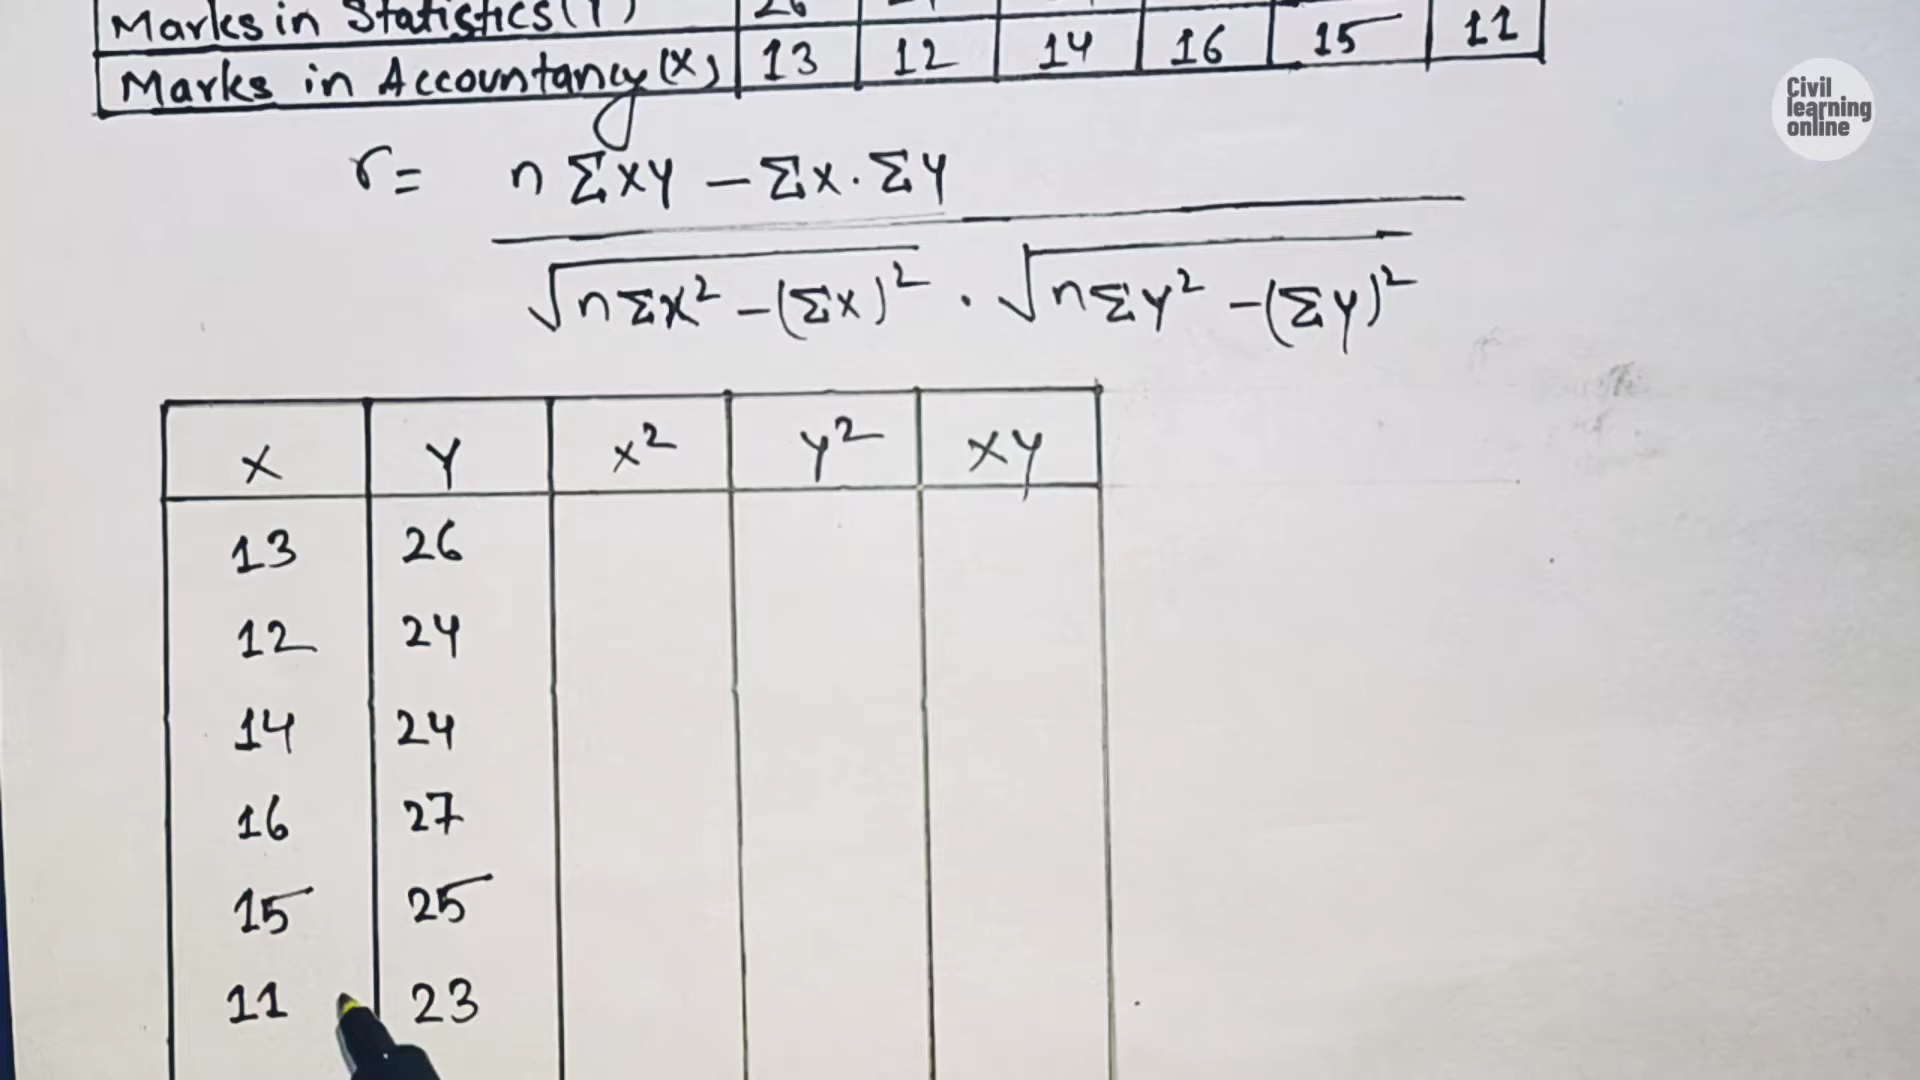 Marks in Statistics (Y) 26
Marks in Accountancy (X) 13 12 14 16 15 11
Civil
learning
online
r = n Σxy - Σx . Σy
√nΣx² - (Σx)² . √nΣy² - (Σy)²
X Y x² y² xy
13 26
12 24
14 24
16 27
15 25
11 23